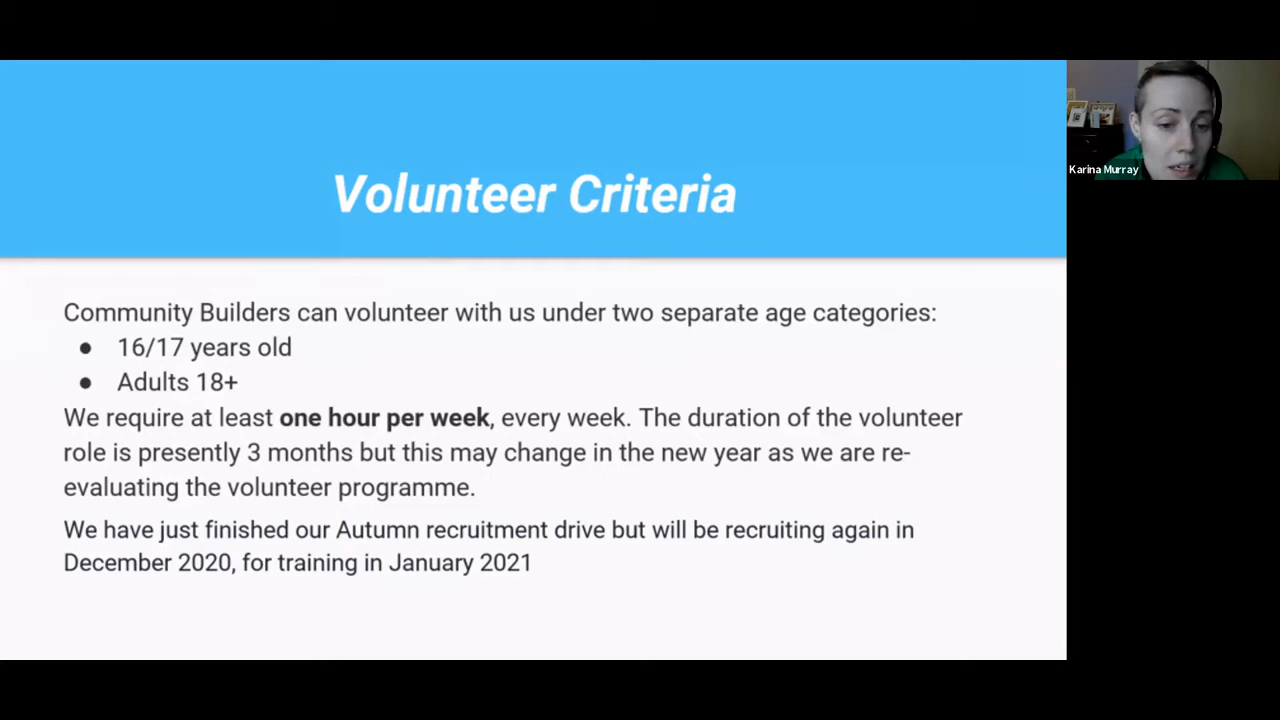 Volunteer Criteria
Karina Murray
Community Builders can volunteer with us under two separate age categories:
● 16/17 years old
● Adults 18+
We require at least one hour per week, every week. The duration of the volunteer
role is presently 3 months but this may change in the new year as we are re-
evaluating the volunteer programme.
We have just finished our Autumn recruitment drive but will be recruiting again in
December 2020, for training in January 2021